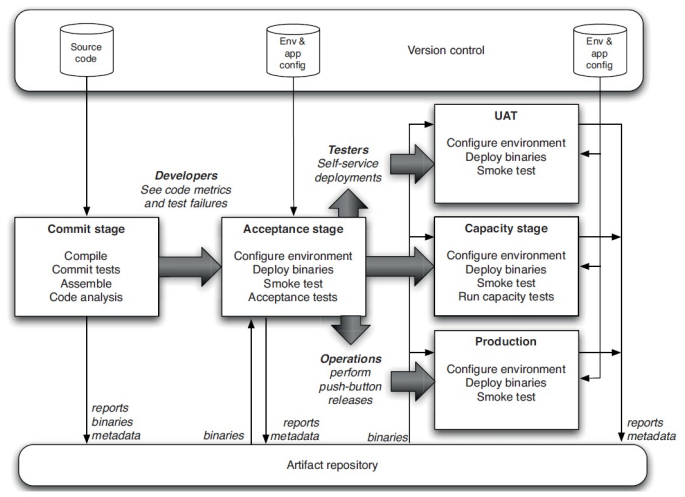 Source
code
Env &
app
config
Version control
Env &
app
config
Developers
See code metrics
and test failures
Testers
Self-service
deployments
UAT
Configure environment
Deploy binaries
Smoke test
Commit stage
Compile
Commit tests
Assemble
Code analysis
Acceptance stage
Configure environment
Deploy binaries
Smoke test
Acceptance tests
Capacity stage
Configure environment
Deploy binaries
Smoke test
Run capacity tests
Operations
perform
push-button
releases
Production
Configure environment
Deploy binaries
Smoke test
reports
binaries
metadata
binaries
reports
metadata
binaries
reports
metadata
Artifact repository